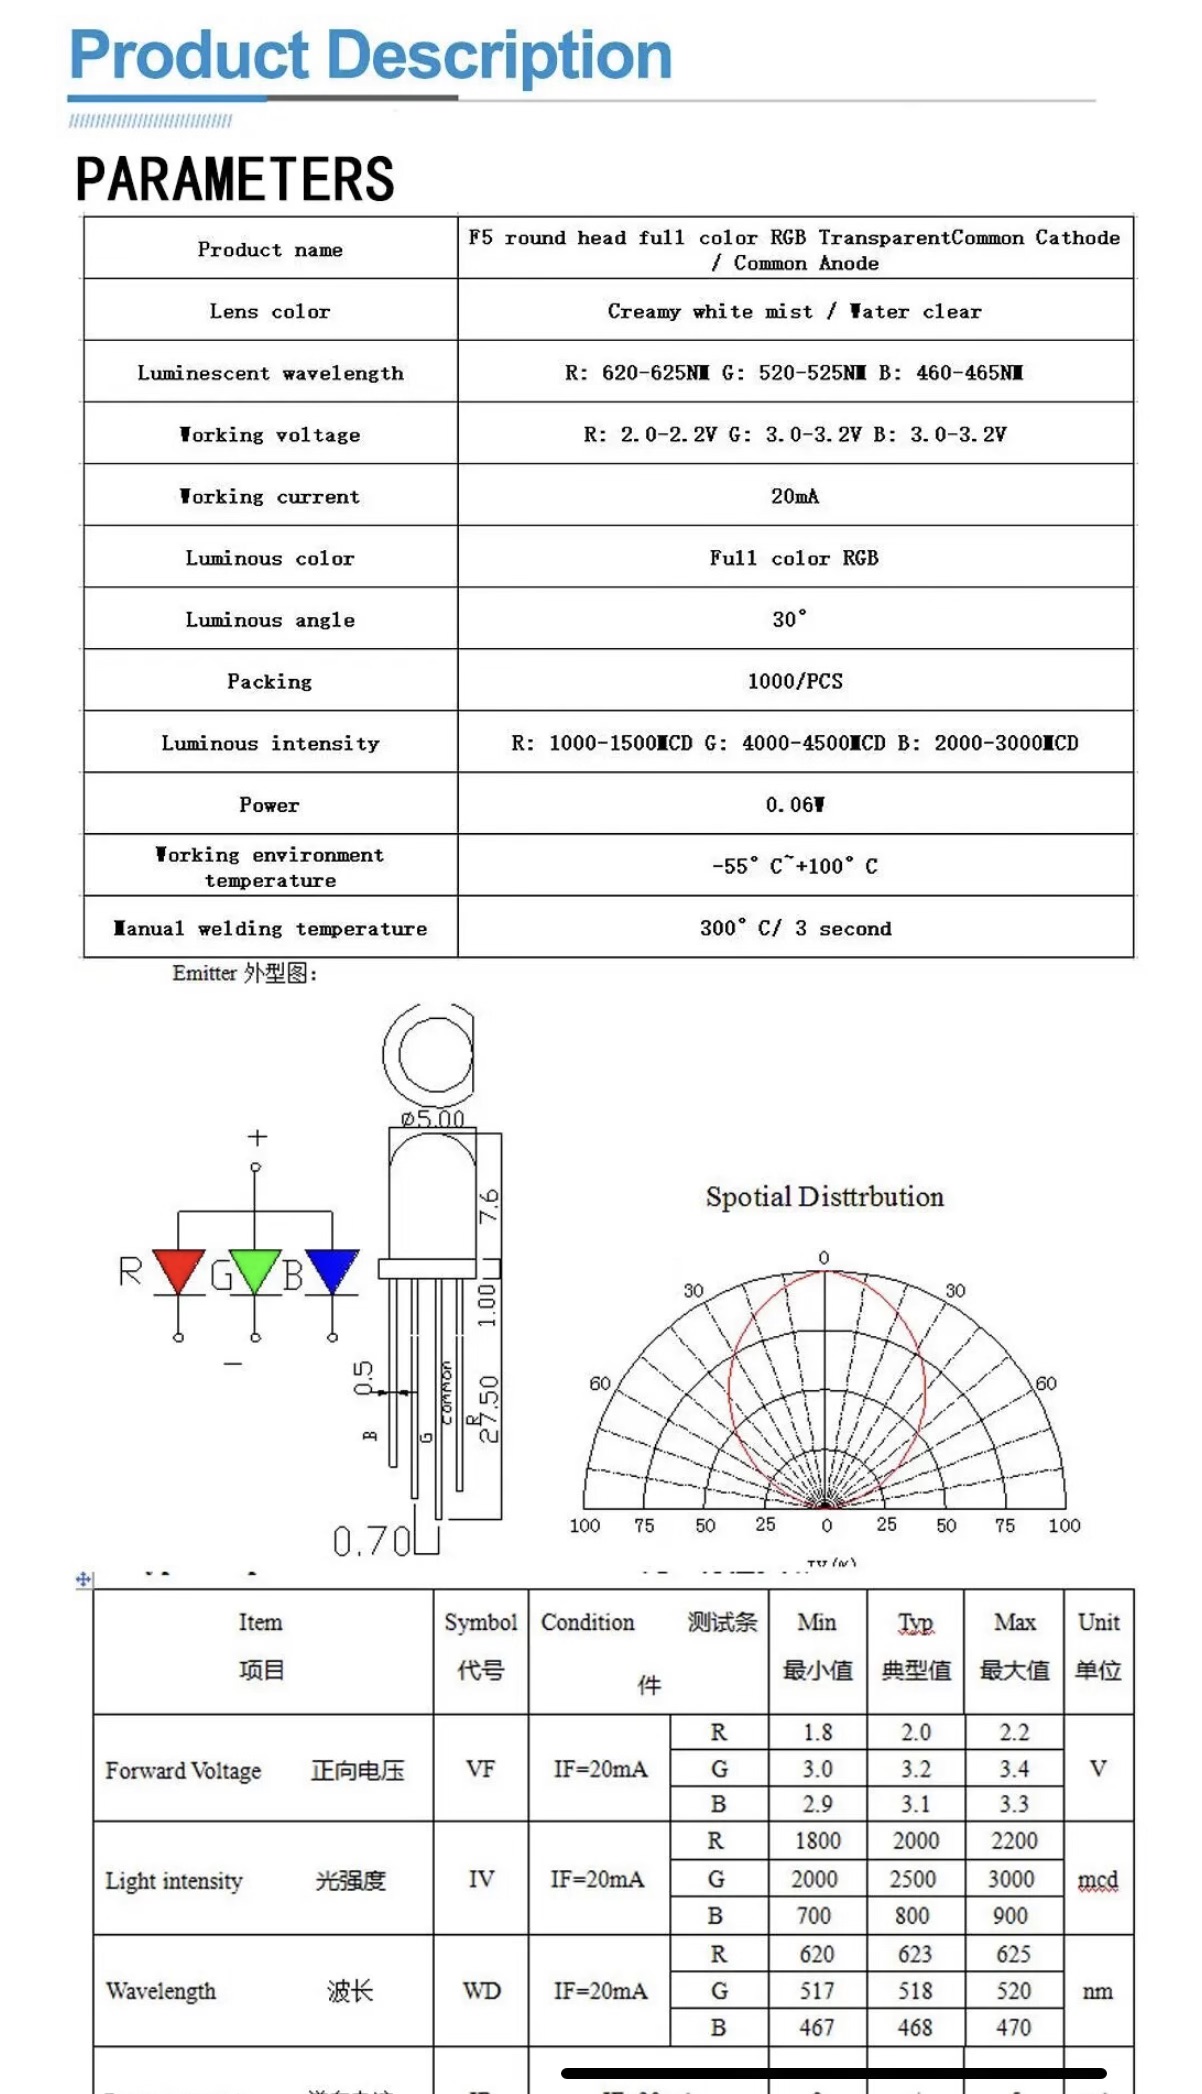 Product Description
PARAMETERS
Product name
F5 round head full color RGB TransparentCommon Cathode
/ Common Anode
Lens color
Creamy white mist / Water clear
Luminescent wavelength
R: 620-625NM G: 520-525NM B: 460-465NM
Working voltage
R: 2.0-2.2V G: 3.0-3.2V B: 3.0-3.2V
Working current
20mA
Luminous color
Full color RGB
Luminous angle
30°
Packing
1000/PCS
Luminous intensity
R: 1000-1500MCD G: 4000-4500MCD B: 2000-3000MCD
Power
0.06W
Working environment
temperature
-55° C~+100° C
Manual welding temperature
300° C/ 3 second
Emitter 外型图:
ø5.00
+
R G B
−
7.6
1.00
0.5
27.50
B
G
common
R
0.70
Spotial Disttrbution
0
30 30
60 60
100 75 50 25 0 25 50 75 100
IV(%)
Item Symbol Condition 测试条 Min Typ Max Unit
项目 代号 件 最小值 典型值 最大值 单位
Forward Voltage 正向电压 VF IF=20mA V
R 1.8 2.0 2.2
G 3.0 3.2 3.4
B 2.9 3.1 3.3
Light intensity 光强度 IV IF=20mA mcd
R 1800 2000 2200
G 2000 2500 3000
B 700 800 900
Wavelength 波长 WD IF=20mA nm
R 620 623 625
G 517 518 520
B 467 468 470